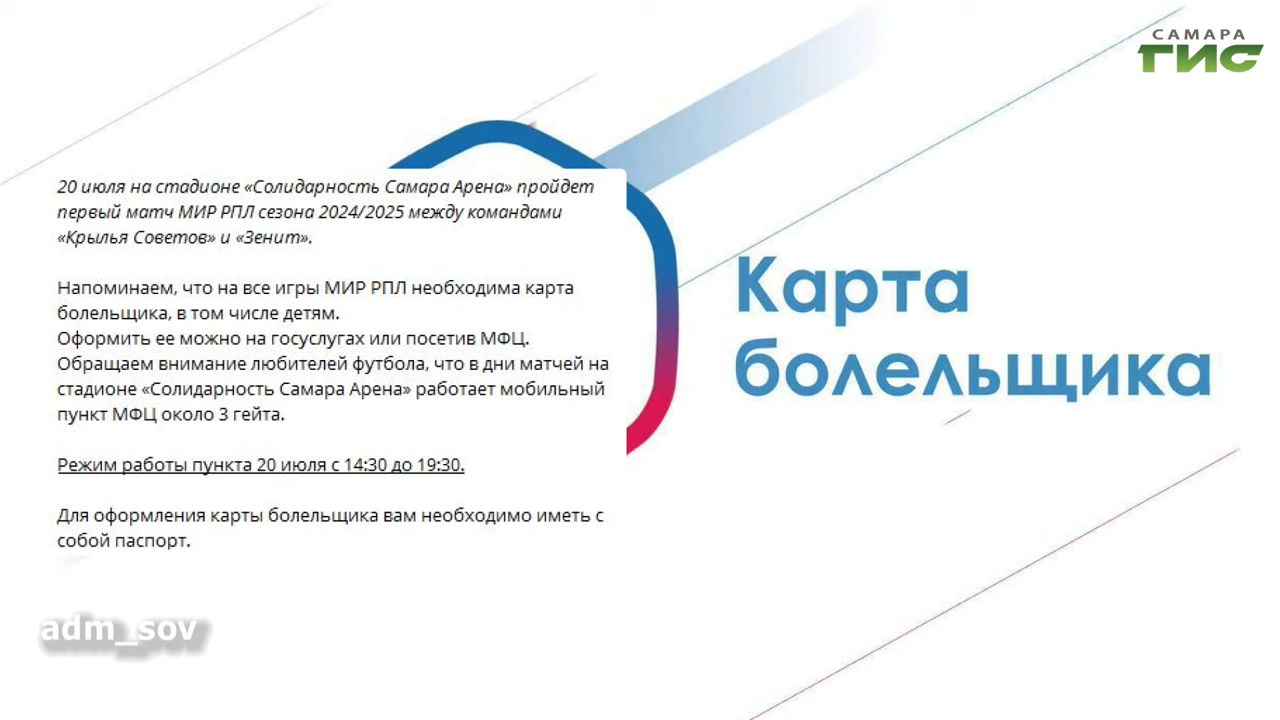 САМАРА
ГИС
20 июля на стадионе «Солидарность Самара Арена» пройдет
первый матч МИР РПЛ сезона 2024/2025 между командами
«Крылья Советов» и «Зенит».
Напоминаем, что на все игры МИР РПЛ необходима карта
болельщика, в том числе детям.
Оформить ее можно на госуслугах или посетив МФЦ.
Обращаем внимание любителей футбола, что в дни матчей на
стадионе «Солидарность Самара Арена» работает мобильный
пункт МФЦ около 3 гейта.
Режим работы пункта 20 июля с 14:30 до 19:30.
Для оформления карты болельщика вам необходимо иметь с
собой паспорт.
Карта
болельщика
adm_sov